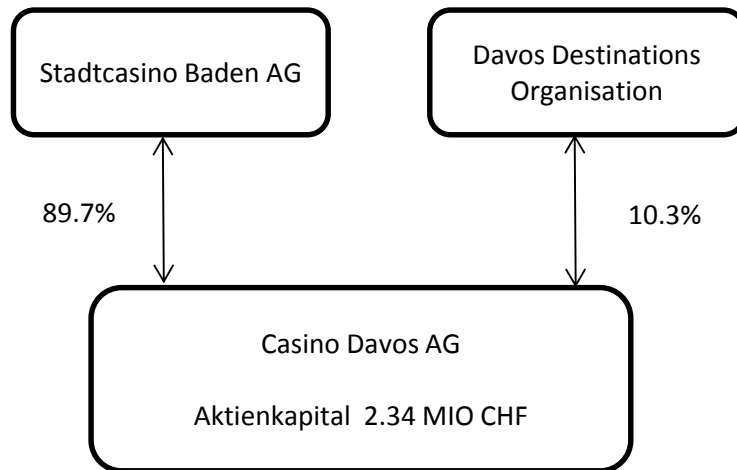 Stadtcasino Baden AG
Davos Destinations
Organisation
89.7%
10.3%
Casino Davos AG
Aktienkapital  2.34 MIO CHF